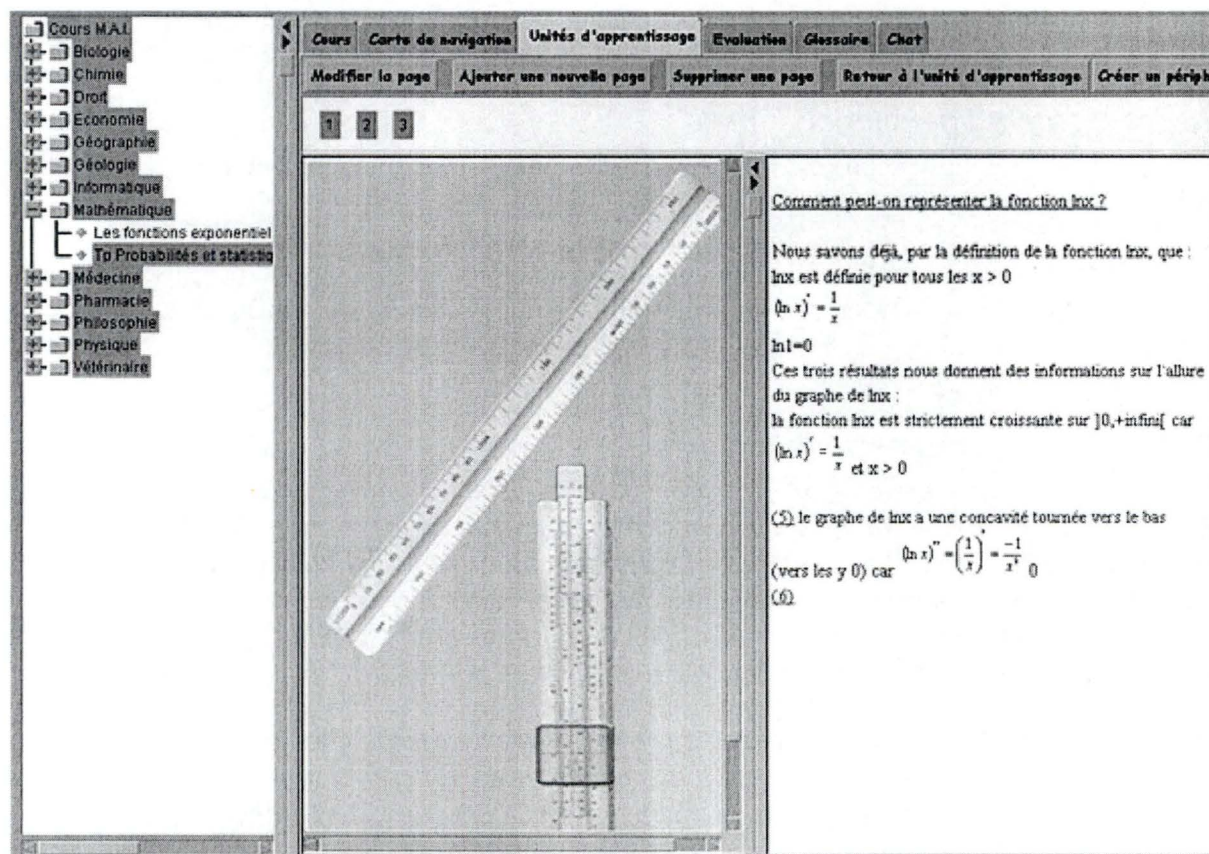 Cours M.A.I.
Biologie
Chimie
Droit
Economie
Géographie
Géologie
Informatique
Mathématique
Les fonctions exponentiel
Tp Probabilités et statistiq
Médecine
Pharmacie
Philosophie
Physique
Vétérinaire
Cours Carte de navigation Unités d'apprentissage Evaluation Glossaire Chat
Modifier la page Ajouter une nouvelle page Supprimer une page Retour à l'unité d'apprentissage Créer un périph
1 2 3
Comment peut-on représenter la fonction lnx ?
Nous savons déjà, par la définition de la fonction lnx, que :
lnx est définie pour tous les x > 0
(ln x)' = 1/x
ln1=0
Ces trois résultats nous donnent des informations sur l'allure
du graphe de lnx :
la fonction lnx est strictement croissante sur ]0,+infini[ car
(ln x)' = 1/x et x > 0
(5) le graphe de lnx a une concavité tournée vers le bas
(vers les y 0) car (ln x)'' = (1/x)' = -1/x² 0
(6)